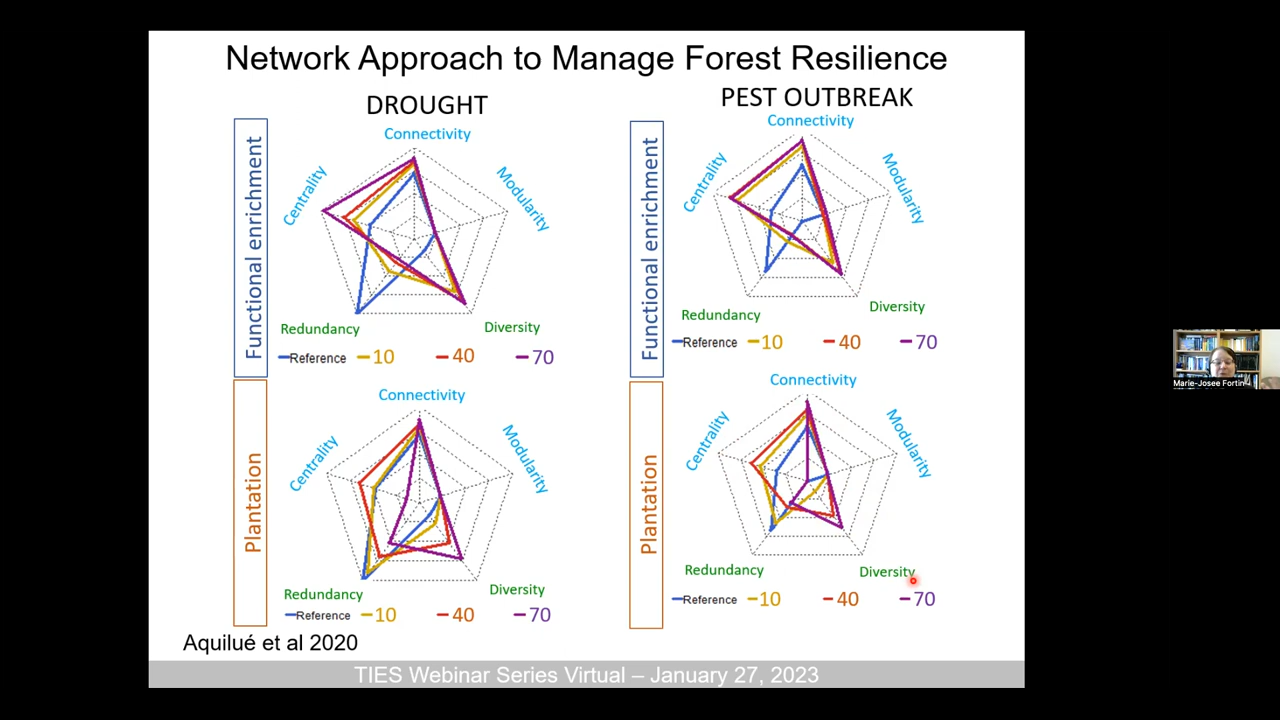 Network Approach to Manage Forest Resilience
DROUGHT
Functional enrichment
Connectivity
Centrality
Modularity
Redundancy
Diversity
Reference 10 40 70
PEST OUTBREAK
Functional enrichment
Connectivity
Centrality
Modularity
Redundancy
Diversity
Reference 10 40 70
Plantation
Connectivity
Centrality
Modularity
Redundancy
Diversity
Reference 10 40 70
Plantation
Connectivity
Centrality
Modularity
Redundancy
Diversity
Reference 10 40 70
Aquilué et al 2020
TIES Webinar Series Virtual – January 27, 2023
Marie-Josee Fortin